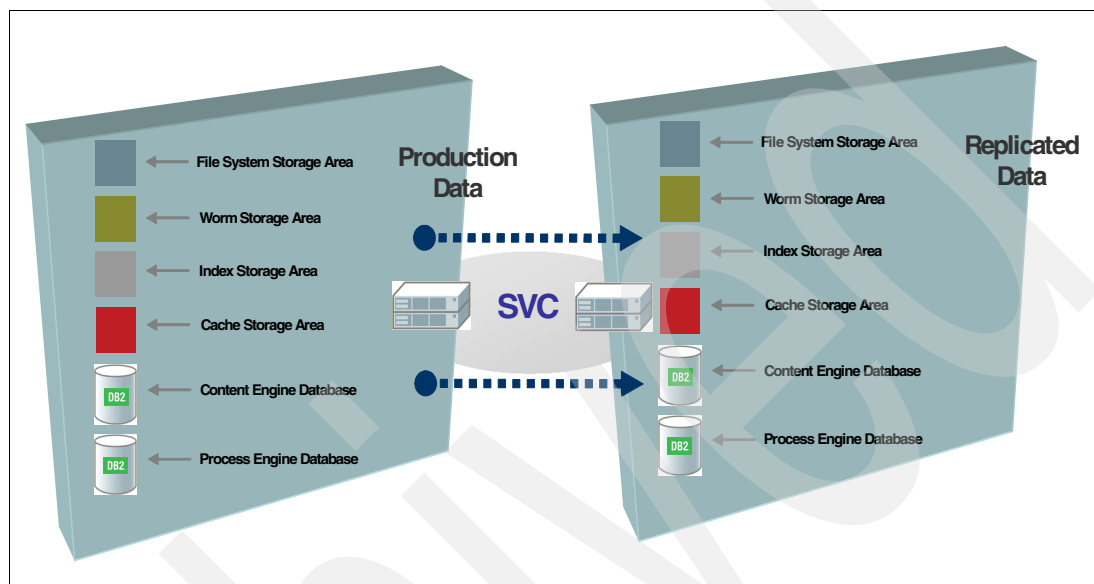 Production
Data
File System Storage Area
Worm Storage Area
Index Storage Area
Cache Storage Area
DB2
Content Engine Database
DB2
Process Engine Database
SVC
Replicated
Data
File System Storage Area
Worm Storage Area
Index Storage Area
Cache Storage Area
DB2
Content Engine Database
DB2
Process Engine Database